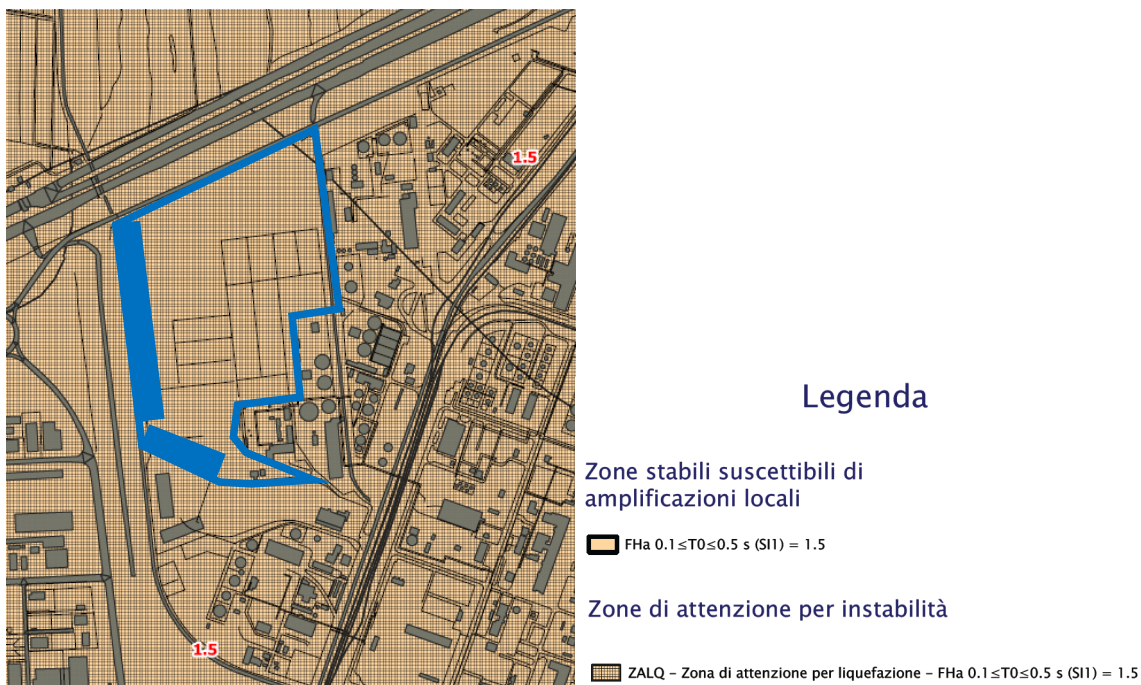 1.5
Legenda
Zone stabili suscettibili di
amplificazioni locali
FHa 0.1≤T0≤0.5 s (SI1) = 1.5
Zone di attenzione per instabilità
1.5
ZALQ – Zona di attenzione per liquefazione – FHa 0.1≤T0≤0.5 s (SI1) = 1.5